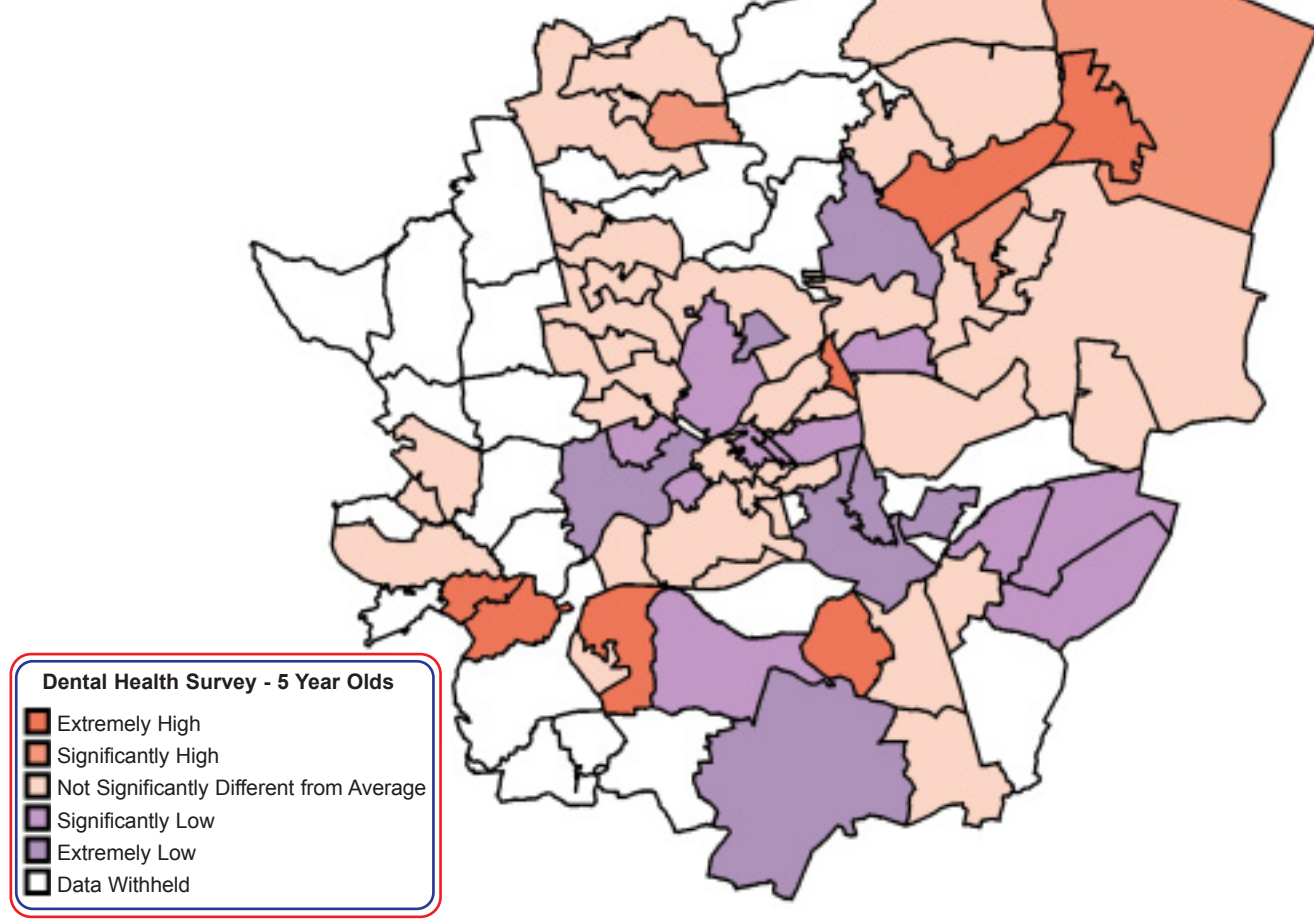 Dental Health Survey - 5 Year Olds
Extremely High
Significantly High
Not Significantly Different from Average
Significantly Low
Extremely Low
Data Withheld